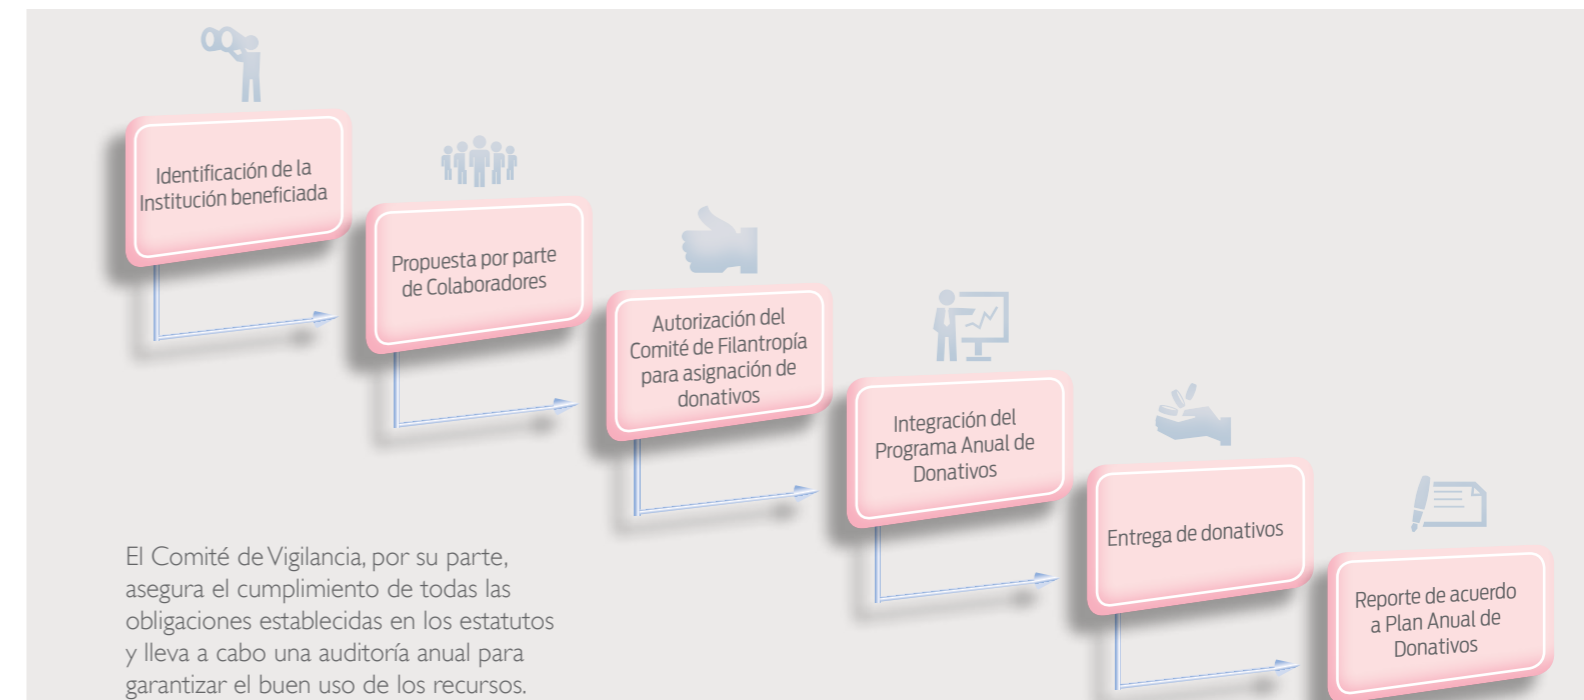 Identificación de la
Institución beneficiada
Propuesta por parte
de Colaboradores
Autorización del
Comité de Filantropía
para asignación de
donativos
Integración del
Programa Anual de
Donativos
Entrega de donativos
Reporte de acuerdo
a Plan Anual de
Donativos
El Comité de Vigilancia, por su parte,
asegura el cumplimiento de todas las
obligaciones establecidas en los estatutos
y lleva a cabo una auditoría anual para
garantizar el buen uso de los recursos.